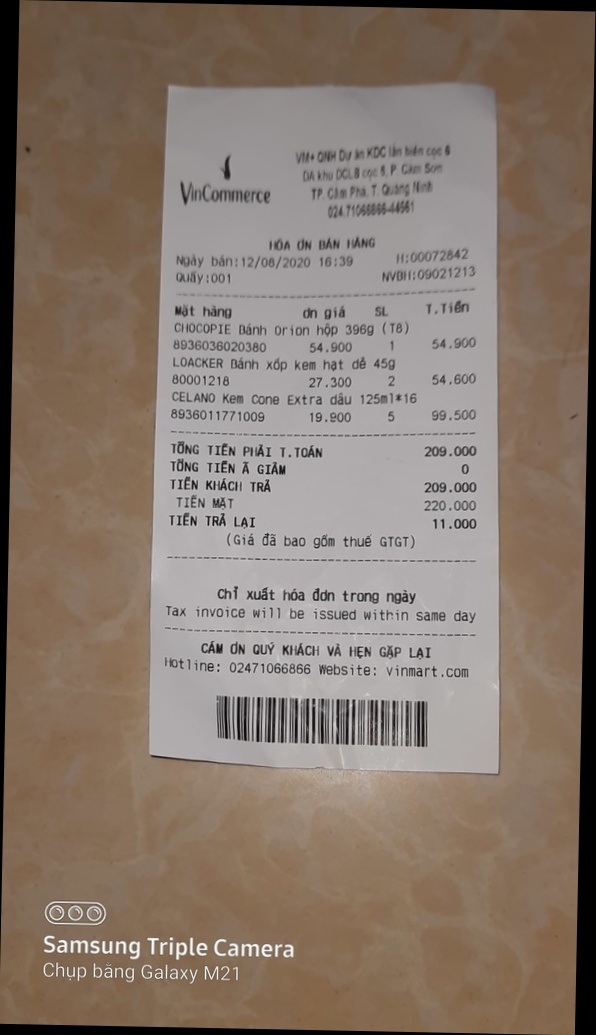 VinCommerce
VM+ QNH Dự án KDC lấn biển cọc 6
DA khu DCLB cọc 6, P. Cẩm Sơn
TP. Cẩm Phả, T. Quảng Ninh
024.71066866-44561
HÓA ƠN BÁN HÀNG
Ngày bán:12/08/2020 16:39 H:00072842
Quầy:001 NVBH:09021213
Mặt hàng ơn giá SL T.Tiền
CHOCOPIE Bánh Orion hộp 396g (T8)
8936036020380 54.900 1 54.900
LOACKER Bánh xốp kem hạt dẻ 45g
80001218 27.300 2 54.600
CELANO Kem Cone Extra dâu 125ml*16
8936011771009 19.900 5 99.500
TỔNG TIỀN PHẢI T.TOÁN 209.000
TỔNG TIỀN Ã GIẢM 0
TIỀN KHÁCH TRẢ 209.000
TIỀN MẶT 220.000
TIỀN TRẢ LẠI 11.000
(Giá đã bao gồm thuế GTGT)
Chỉ xuất hóa đơn trong ngày
Tax invoice will be issued within same day
CẢM ƠN QUÝ KHÁCH VÀ HẸN GẶP LẠI
Hotline: 02471066866 Website: vinmart.com
Samsung Triple Camera
Chụp bằng Galaxy M21